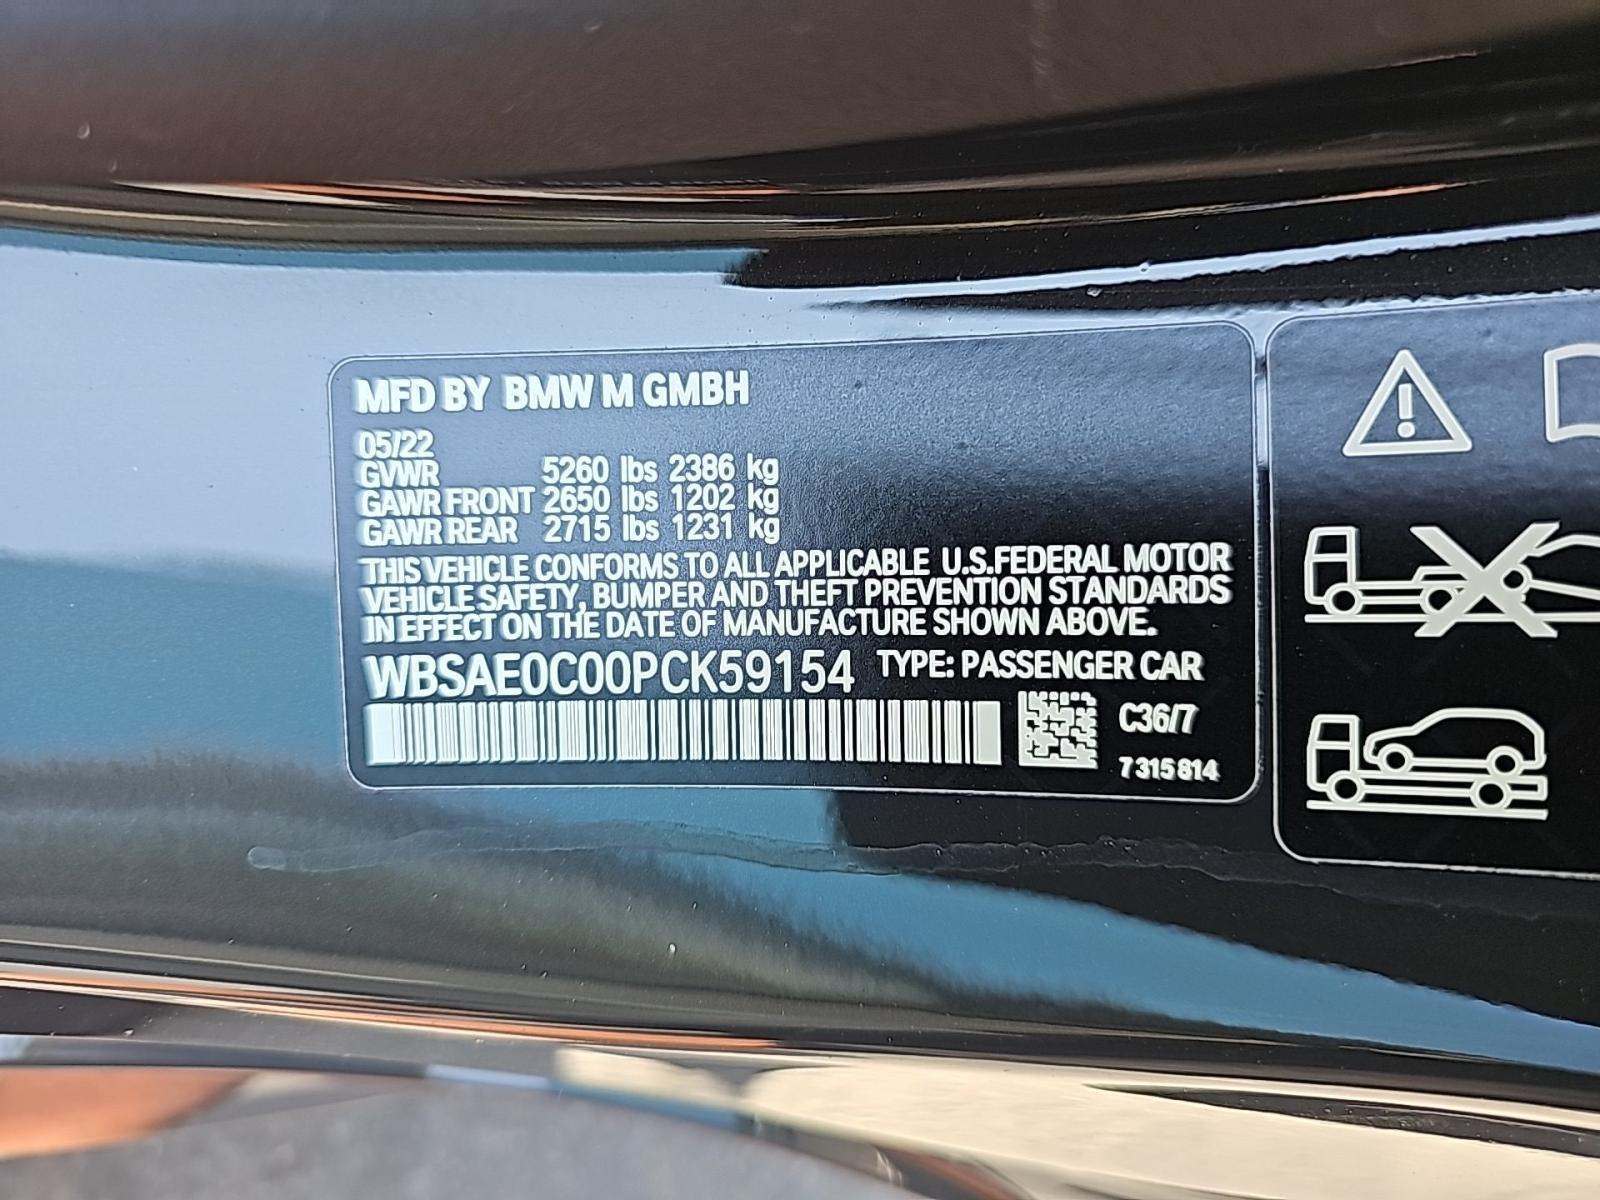 MFD BY BMW M GMBH
05/22
GVWR 5260 lbs 2386 kg
GAWR FRONT 2650 lbs 1202 kg
GAWR REAR 2715 lbs 1231 kg
THIS VEHICLE CONFORMS TO ALL APPLICABLE U.S.FEDERAL MOTOR
VEHICLE SAFETY, BUMPER AND THEFT PREVENTION STANDARDS
IN EFFECT ON THE DATE OF MANUFACTURE SHOWN ABOVE.
WBSAE0C00PCK59154 TYPE: PASSENGER CAR
C36/7
7 315 814